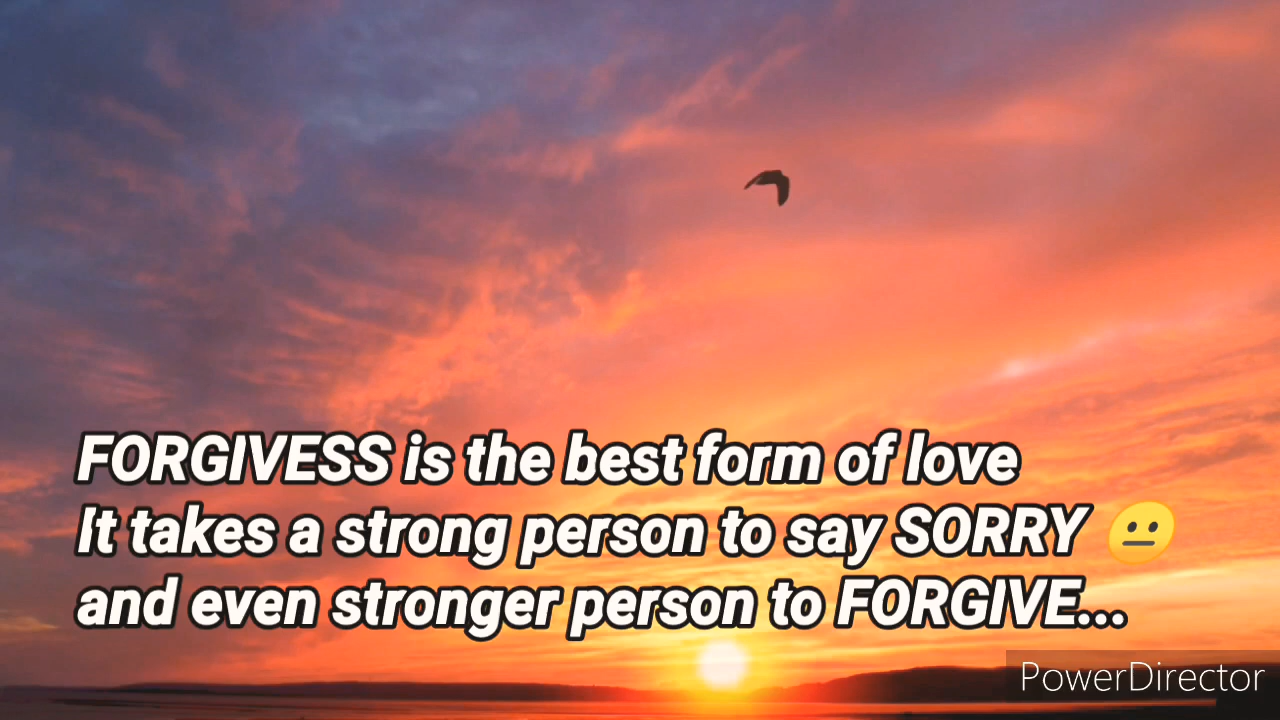 FORGIVESS is the best form of love
It takes a strong person to say SORRY 😐
and even stronger person to FORGIVE...
PowerDirector